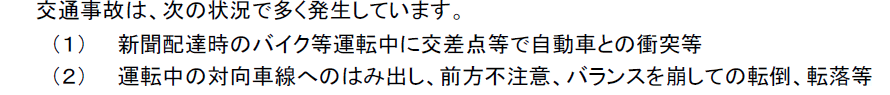 交通事故は、次の状況で多く発生しています。
（１）　新聞配達時のバイク等運転中に交差点等で自動車との衝突等
（２）　運転中の対向車線へのはみ出し、前方不注意、バランスを崩しての転倒、転落等